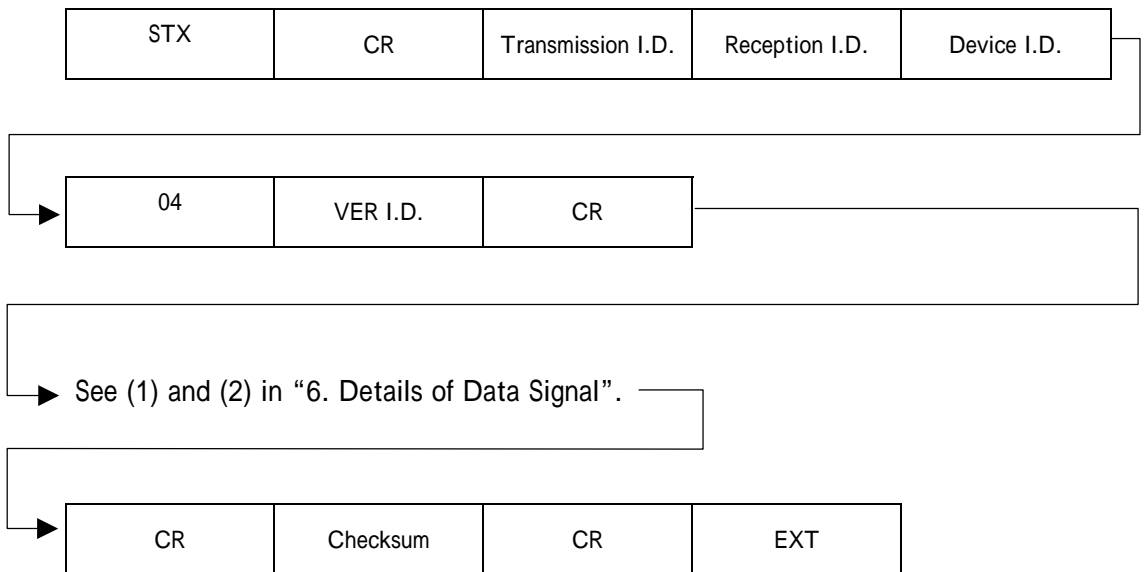 STX CR Transmission I.D. Reception I.D. Device I.D.
04 VER I.D. CR
See (1) and (2) in “6. Details of Data Signal”.
CR Checksum CR EXT